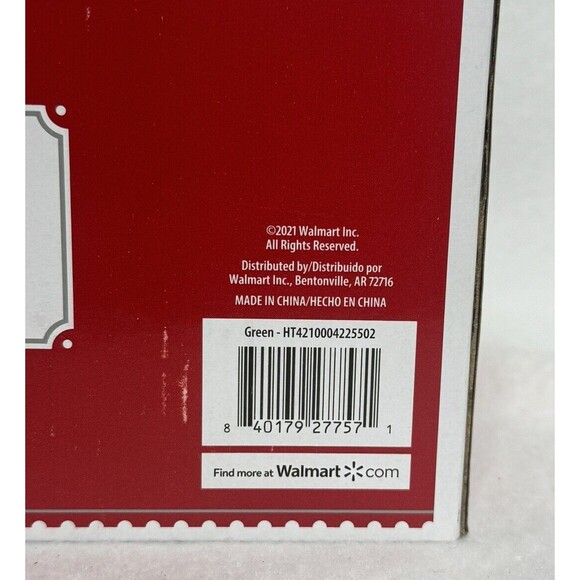 ©2021 Walmart Inc.
All Rights Reserved.
Distributed by/Distribuido por
Walmart Inc., Bentonville, AR 72716
MADE IN CHINA/HECHO EN CHINA
Green - HT4210004225502
8 40179 27757 1
Find more at Walmart com